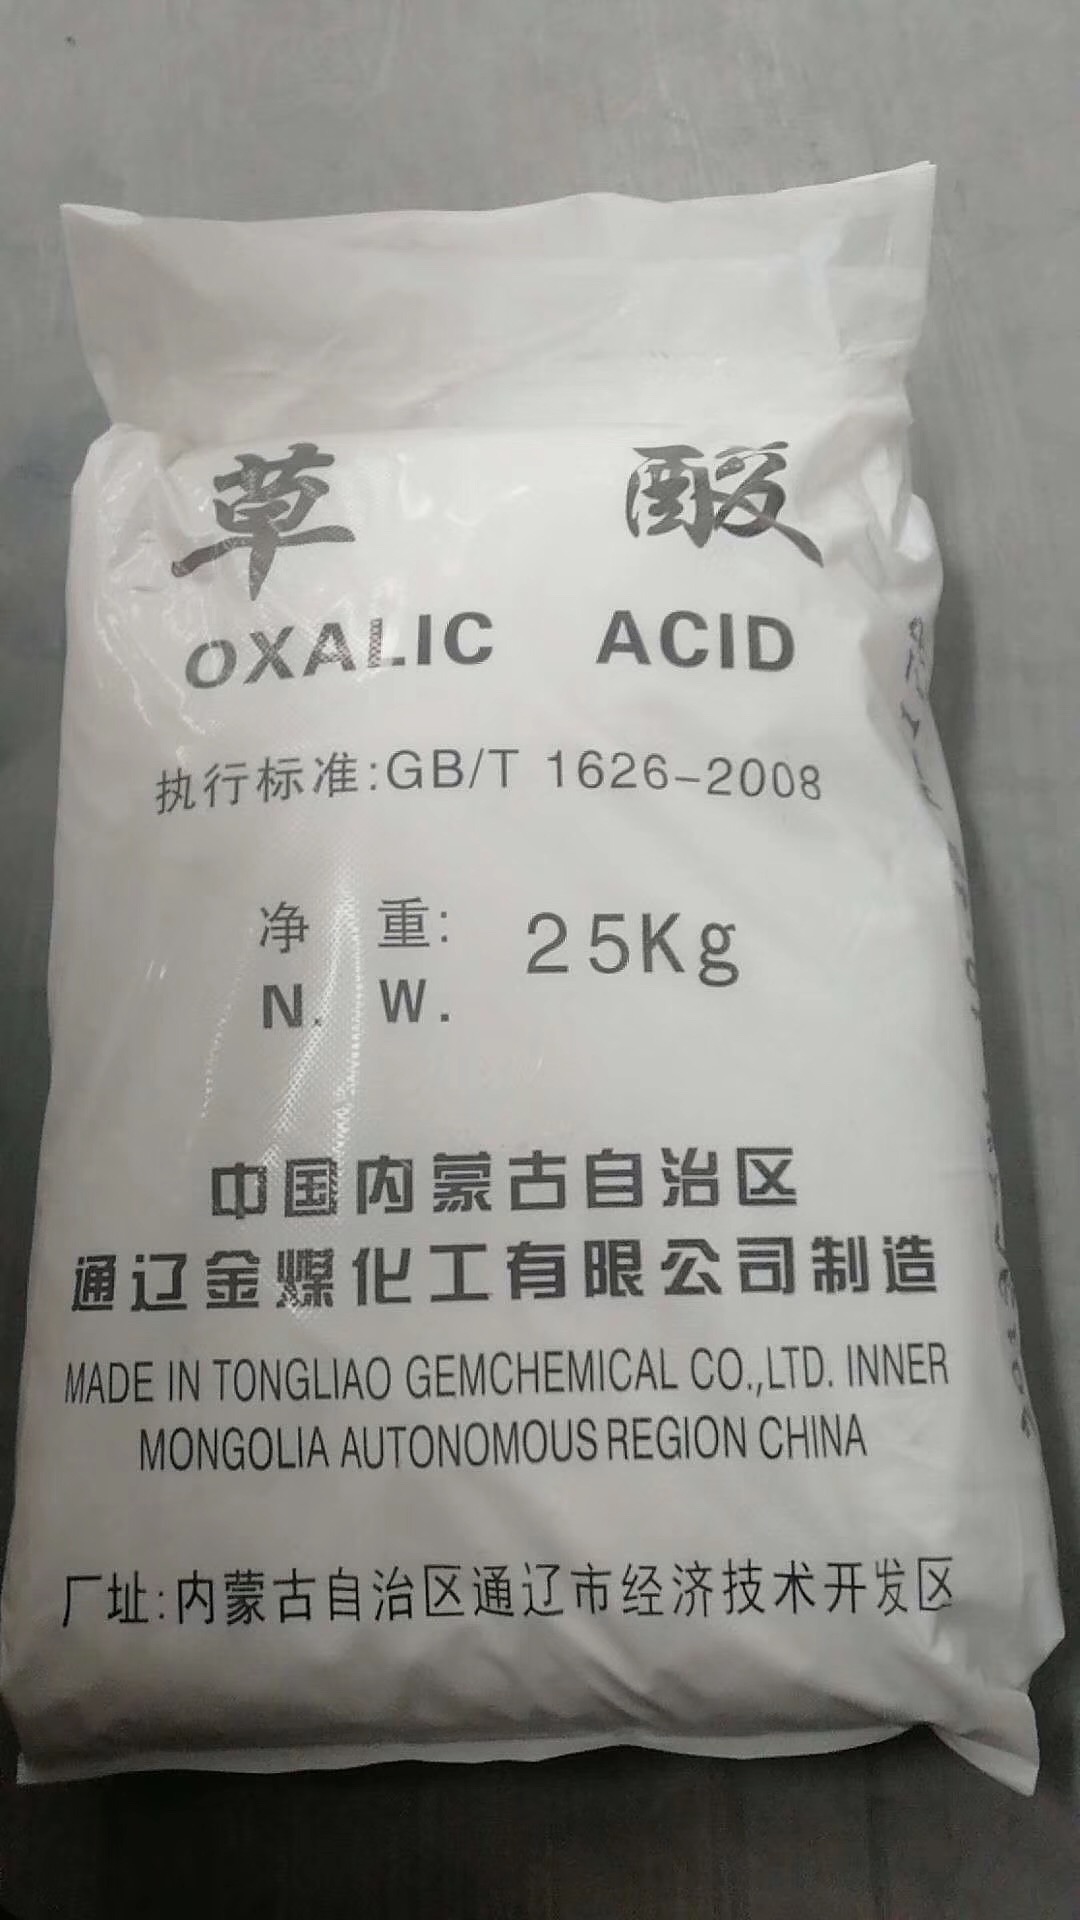 草 酸
OXALIC ACID
执行标准:GB/T 1626-2008
净 重: 25Kg
N. W.
中国内蒙古自治区
通辽金煤化工有限公司制造
MADE IN TONGLIAO GEMCHEMICAL CO.,LTD. INNER
MONGOLIA AUTONOMOUS REGION CHINA
厂址:内蒙古自治区通辽市经济技术开发区